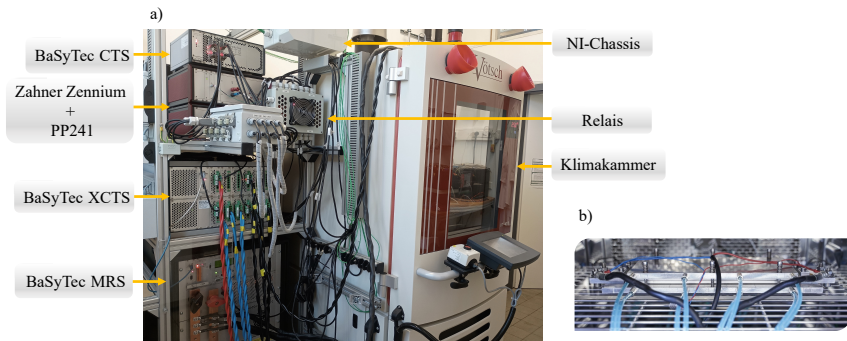 a)
BaSyTec CTS
NI-Chassis
Zahner Zennium
+
PP241
Vötsch
Relais
Klimakammer
BaSyTec XCTS
b)
BaSyTec MRS